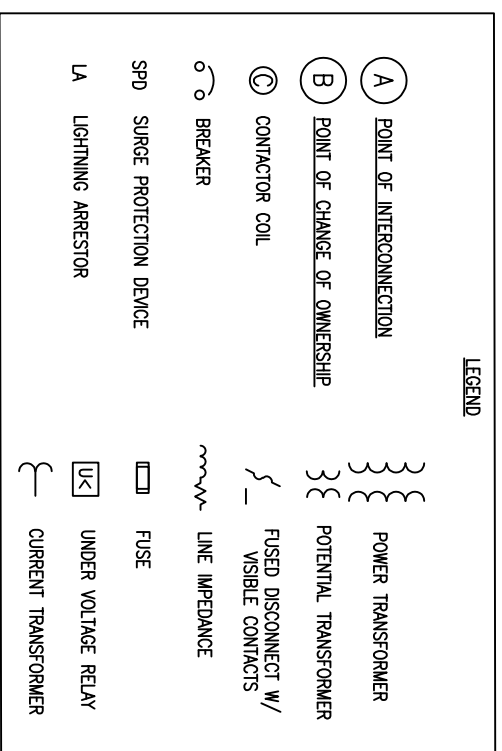 LEGEND
A POINT OF INTERCONNECTION
B POINT OF CHANGE OF OWNERSHIP
C CONTACTOR COIL
BREAKER
SPD SURGE PROTECTION DEVICE
LA LIGHTNING ARRESTOR
POWER TRANSFORMER
POTENTIAL TRANSFORMER
FUSED DISCONNECT W/
VISIBLE CONTACTS
LINE IMPEDANCE
FUSE
U< UNDER VOLTAGE RELAY
CURRENT TRANSFORMER